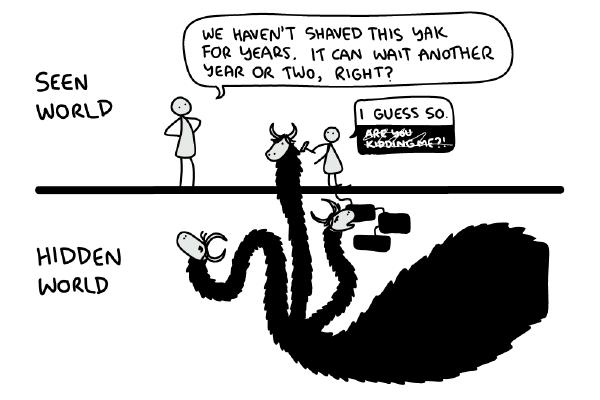 WE HAVEN'T SHAVED THIS YAK
FOR YEARS. IT CAN WAIT ANOTHER
YEAR OR TWO, RIGHT?
SEEN
WORLD
I GUESS SO.
ARE YOU
KIDDING ME?!
HIDDEN
WORLD